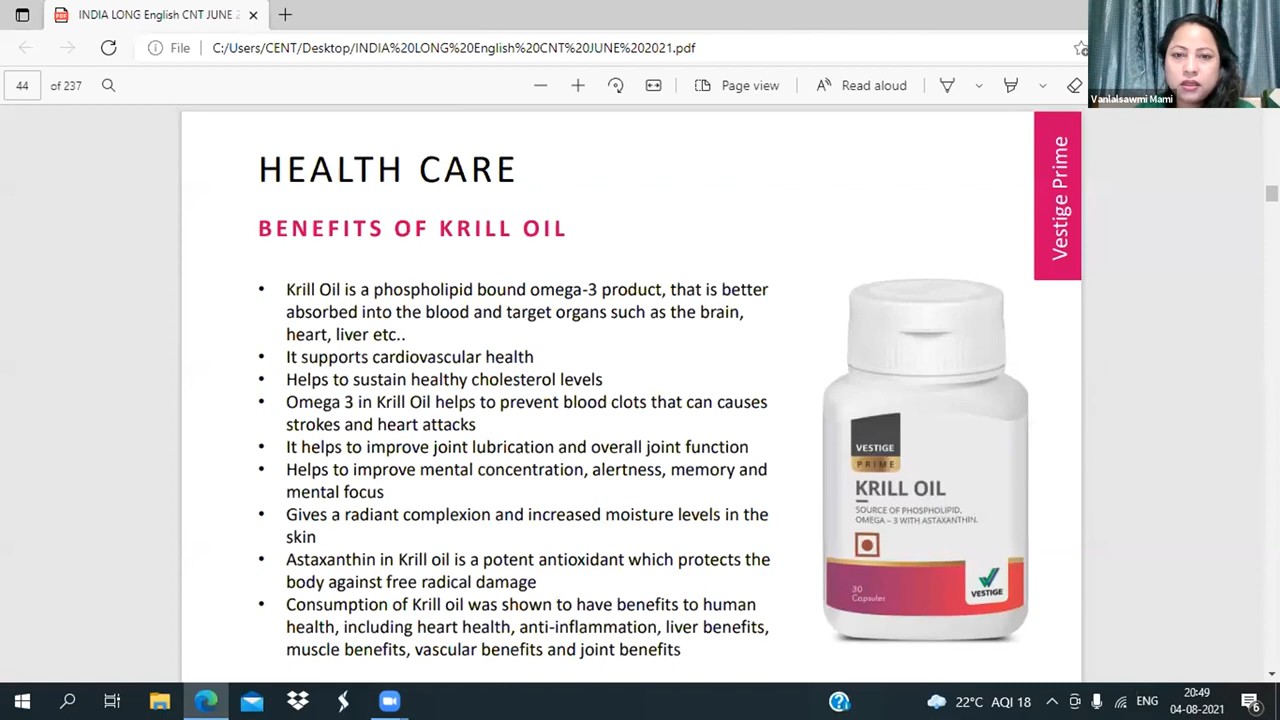 INDIA LONG English CNT JUNE 2
File
C:/Users/CENT/Desktop/INDIA%20LONG%20English%20CNT%20JUNE%202021.pdf
44
of 237
Page view
Read aloud
Vanlalsawmi Mami
HEALTH CARE
Vestige Prime
BENEFITS OF KRILL OIL
• Krill Oil is a phospholipid bound omega-3 product, that is better
absorbed into the blood and target organs such as the brain,
heart, liver etc..
• It supports cardiovascular health
• Helps to sustain healthy cholesterol levels
• Omega 3 in Krill Oil helps to prevent blood clots that can causes
strokes and heart attacks
• It helps to improve joint lubrication and overall joint function
• Helps to improve mental concentration, alertness, memory and
mental focus
• Gives a radiant complexion and increased moisture levels in the
skin
• Astaxanthin in Krill oil is a potent antioxidant which protects the
body against free radical damage
• Consumption of Krill oil was shown to have benefits to human
health, including heart health, anti-inflammation, liver benefits,
muscle benefits, vascular benefits and joint benefits
VESTIGE
PRIME
KRILL OIL
SOURCE OF PHOSPHOLIPID,
OMEGA – 3 WITH ASTAXANTHIN.
30
Capsules
VESTIGE
22°C AQI 18
ENG
20:49
04-08-2021
6